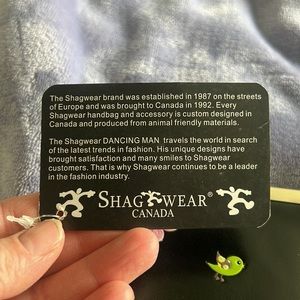 The Shagwear brand was established in 1987 on the streets
of Europe and was brought to Canada in 1992. Every
Shagwear handbag and accessory is custom designed in
Canada and produced from animal friendly materials.
The Shagwear DANCING MAN travels the world in search
of the latest trends in fashion. His unique designs have
brought satisfaction and many smiles to Shagwear
customers. That is why Shagwear continues to be a leader
in the fashion industry.
SHAG WEAR®
CANADA